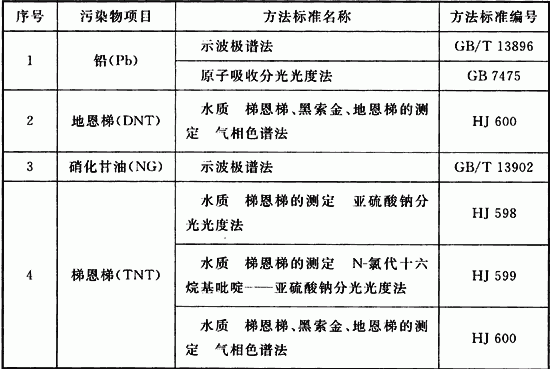 序号 污染物项目 方法标准名称 方法标准编号
1 铅(Pb) 示波极谱法 GB/T 13896
原子吸收分光光度法 GB 7475
2 地恩梯(DNT) 水质 梯恩梯、黑索金、地恩梯的测
定 气相色谱法 HJ 600
3 硝化甘油(NG) 示波极谱法 GB/T 13902
4 梯恩梯(TNT) 水质 梯恩梯的测定 亚硫酸钠分
光光度法 HJ 598
水质 梯恩梯的测定 N-氯代十六
烷基吡啶——亚硫酸钠分光光度法 HJ 599
水质 梯恩梯、黑索金、地恩梯的测
定 气相色谱法 HJ 600